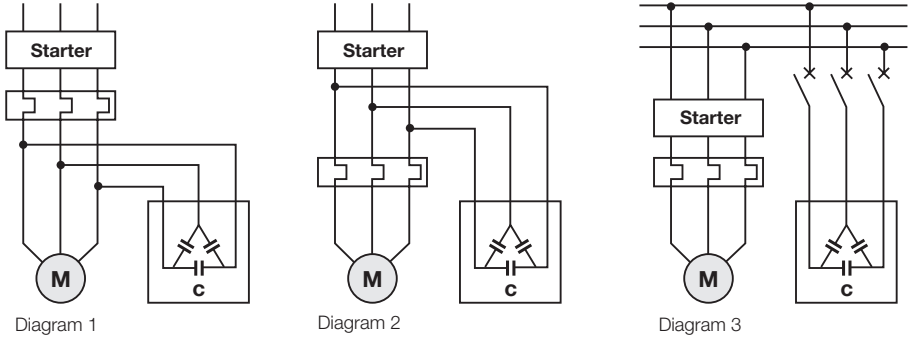 Starter
M
C
Diagram 1
Starter
M
C
Diagram 2
Starter
M
C
Diagram 3